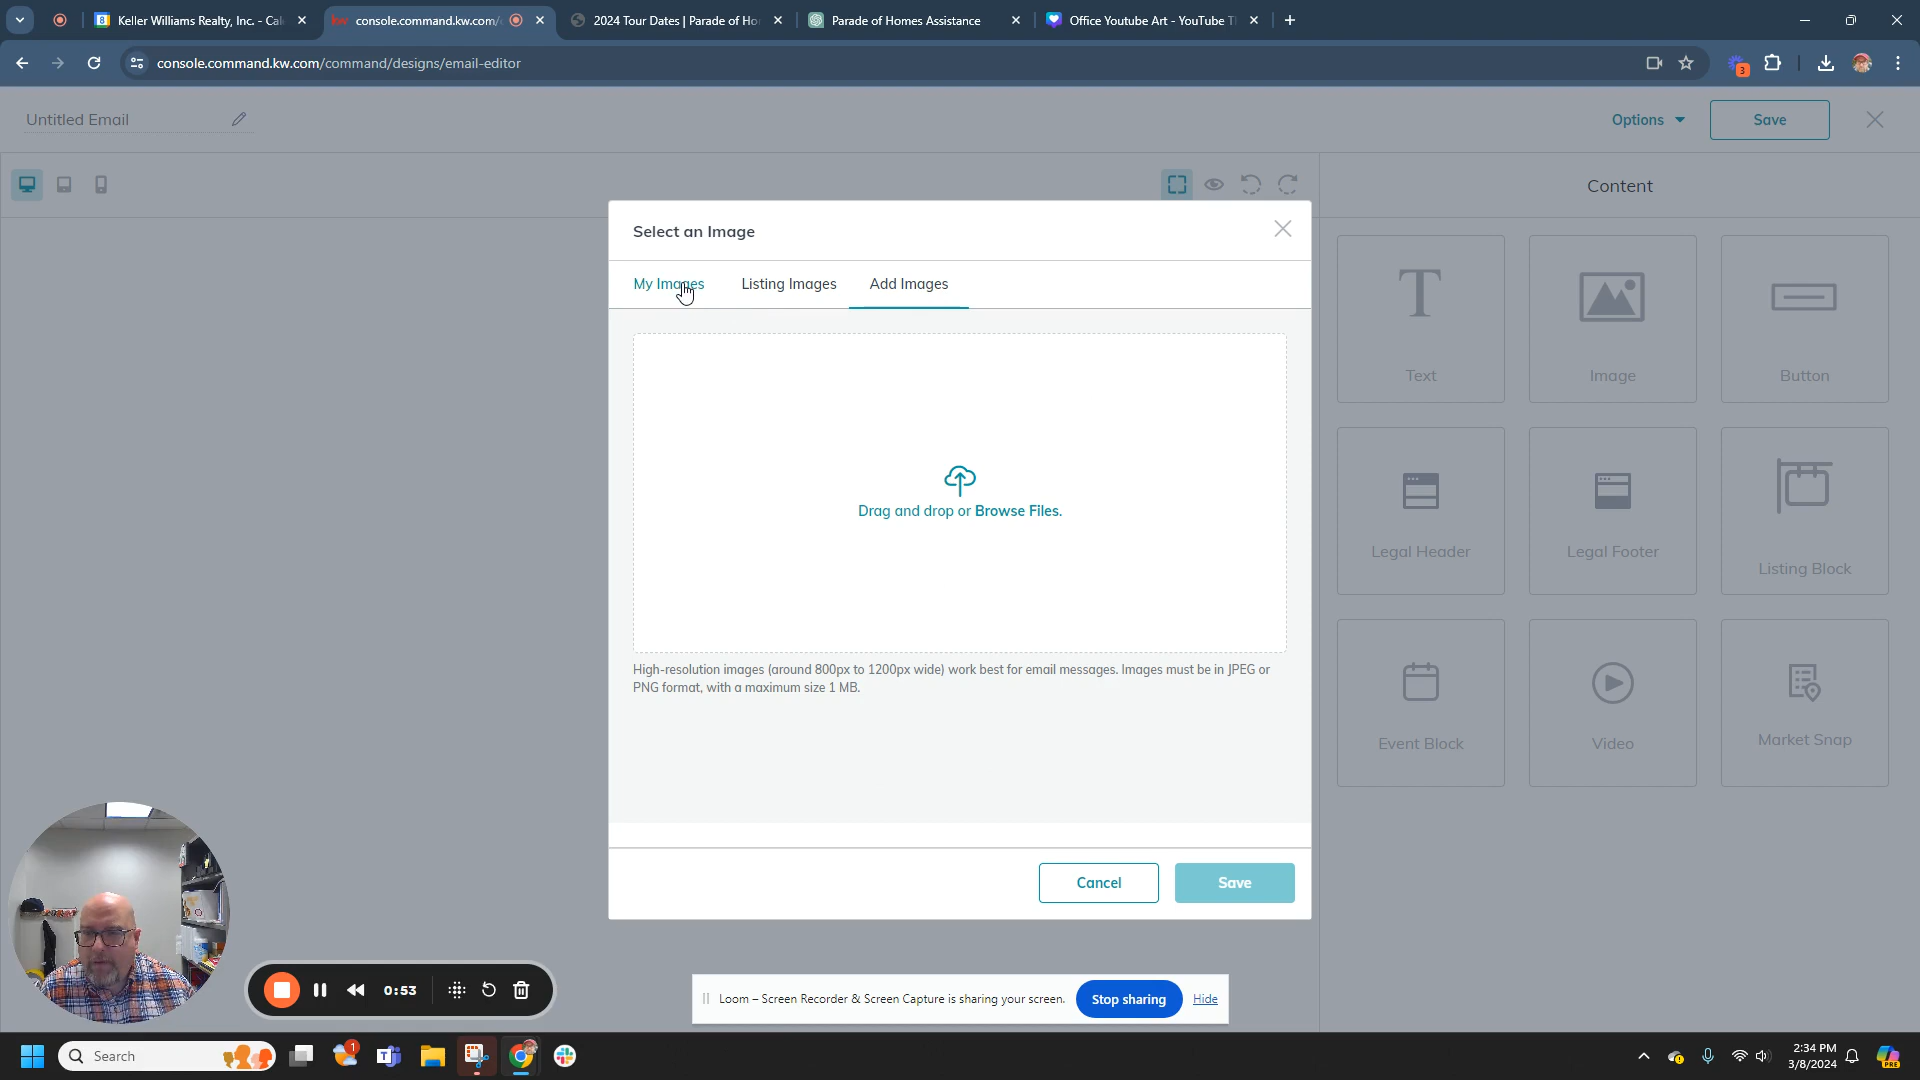 Keller Williams Realty, Inc. - Cal
kw
console.command.kw.com/
2024 Tour Dates | Parade of Ho
Parade of Homes Assistance
Office Youtube Art - YouTube T
console.command.kw.com/command/designs/email-editor
3
Untitled Email
Options
Save
Content
Select an Image
My Images
Listing Images
Add Images
Drag and drop or Browse Files.
High-resolution images (around 800px to 1200px wide) work best for email messages. Images must be in JPEG or
PNG format, with a maximum size 1 MB.
Cancel
Save
T
Text
Image
Button
Legal Header
Legal Footer
Listing Block
Event Block
Video
Market Snap
0:53
Loom – Screen Recorder & Screen Capture is sharing your screen.
Stop sharing
Hide
Search
1
2:34 PM
3/8/2024
PRE